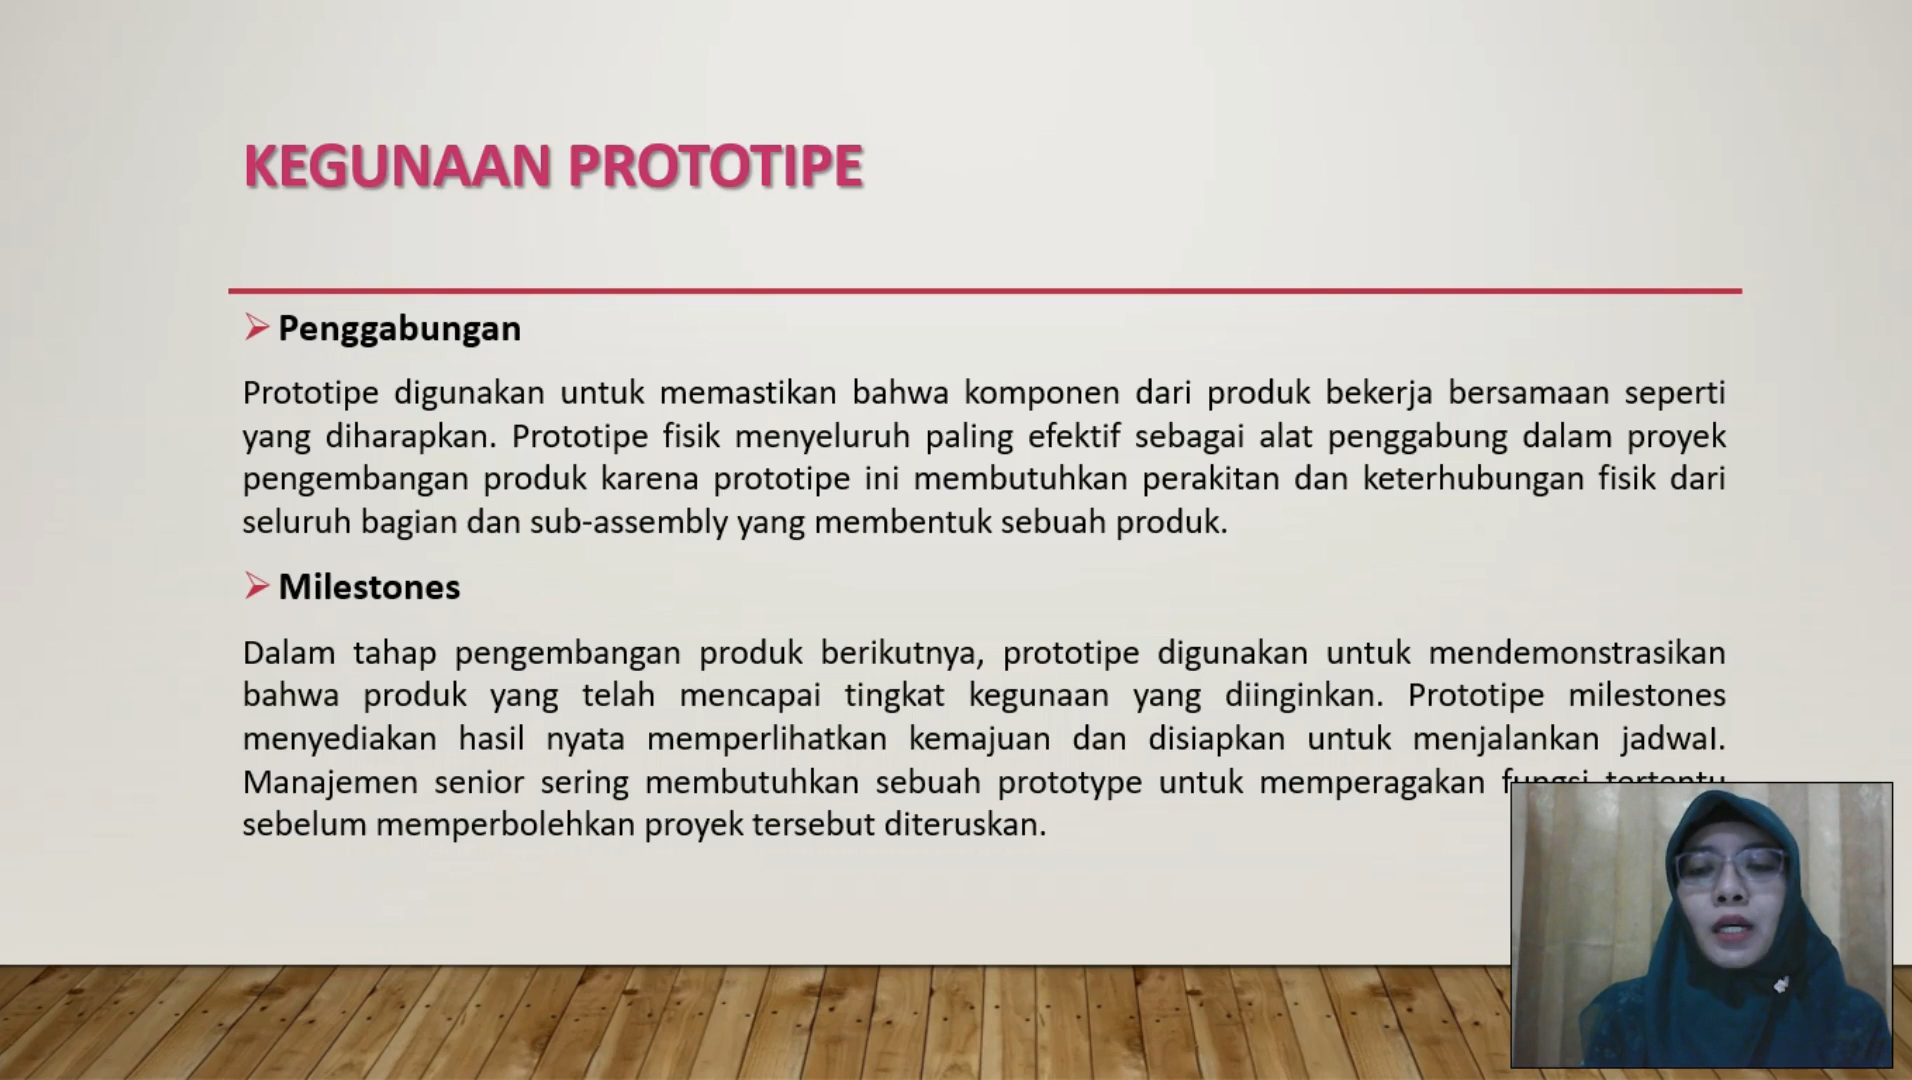 KEGUNAAN PROTOTIPE
Penggabungan
Prototipe digunakan untuk memastikan bahwa komponen dari produk bekerja bersamaan seperti
yang diharapkan. Prototipe fisik menyeluruh paling efektif sebagai alat penggabung dalam proyek
pengembangan produk karena prototipe ini membutuhkan perakitan dan keterhubungan fisik dari
seluruh bagian dan sub-assembly yang membentuk sebuah produk.
Milestones
Dalam tahap pengembangan produk berikutnya, prototipe digunakan untuk mendemonstrasikan
bahwa produk yang telah mencapai tingkat kegunaan yang diinginkan. Prototipe milestones
menyediakan hasil nyata memperlihatkan kemajuan dan disiapkan untuk menjalankan jadwal.
Manajemen senior sering membutuhkan sebuah prototype untuk memperagakan fungsi tertentu
sebelum memperbolehkan proyek tersebut diteruskan.